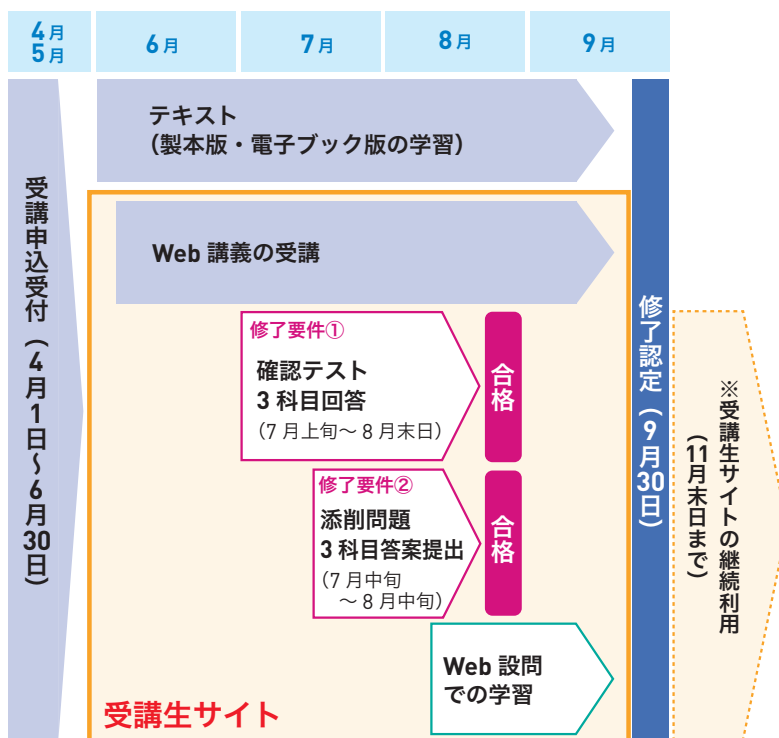 4月
5月
6月
7月
8月
9月
受講申込受付(4月1日～6月30日)
テキスト
(製本版・電子ブック版の学習)
Web 講義の受講
修了要件①
確認テスト
3 科目回答
(7 月上旬～ 8 月末日)
合格
修了要件②
添削問題
3 科目答案提出
(7 月中旬
～ 8 月中旬)
合格
Web 設問
での学習
受講生サイト
修了認定(9月30日)
※受講生サイトの継続利用
(11月末日まで)